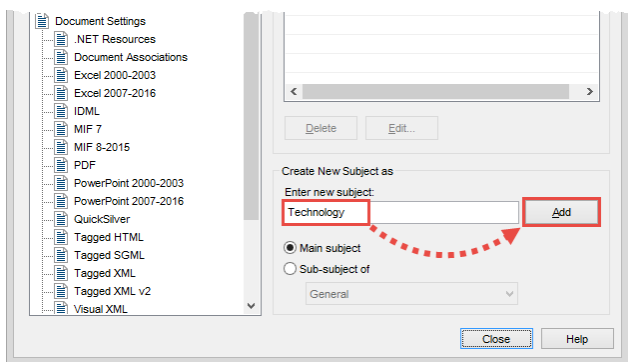 Document Settings
.NET Resources
Document Associations
Excel 2000-2003
Excel 2007-2016
IDML
MIF 7
MIF 8-2015
PDF
PowerPoint 2000-2003
PowerPoint 2007-2016
QuickSilver
Tagged HTML
Tagged SGML
Tagged XML
Tagged XML v2
Visual XML
Delete Edit...
Create New Subject as
Enter new subject:
Technology Add
Main subject
Sub-subject of
General
Close Help